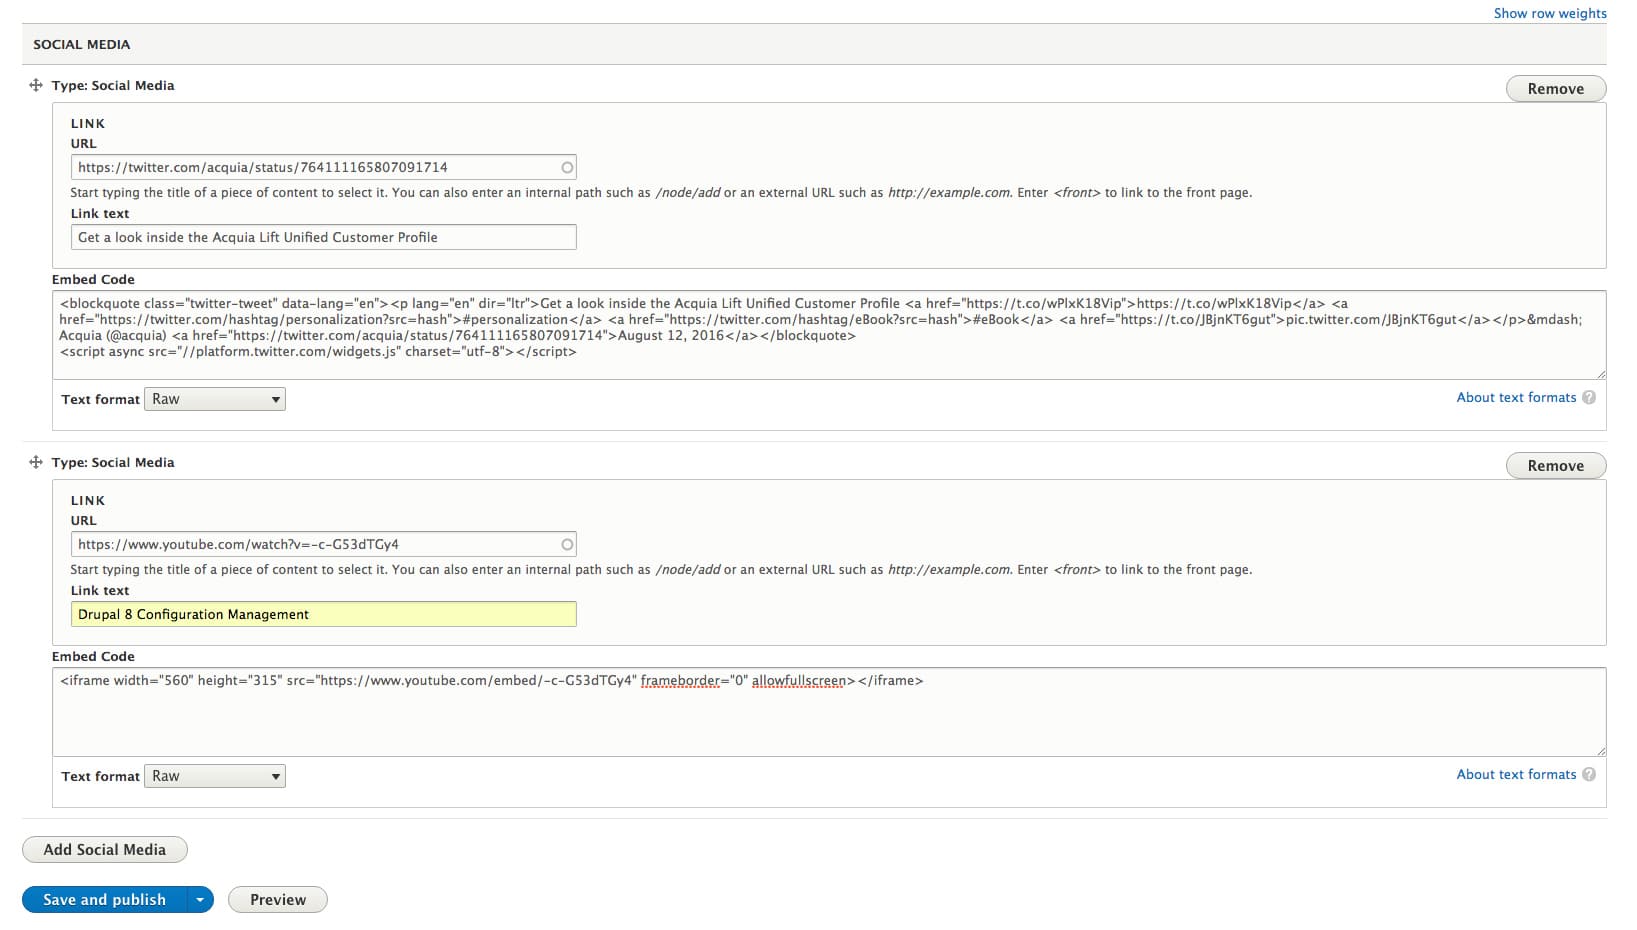 Show row weights
SOCIAL MEDIA
Type: Social Media
Remove
LINK
URL
https://twitter.com/acquia/status/764111165807091714
Start typing the title of a piece of content to select it. You can also enter an internal path such as /node/add or an external URL such as http://example.com. Enter <front> to link to the front page.
Link text
Get a look inside the Acquia Lift Unified Customer Profile
Embed Code
<blockquote class="twitter-tweet" data-lang="en"><p lang="en" dir="ltr">Get a look inside the Acquia Lift Unified Customer Profile <a href="https://t.co/wPlxK18Vip">https://t.co/wPlxK18Vip</a> <a
href="https://twitter.com/hashtag/personalization?src=hash">#personalization</a> <a href="https://twitter.com/hashtag/eBook?src=hash">#eBook</a> <a href="https://t.co/JBjnKT6gut">pic.twitter.com/JBjnKT6gut</a></p>&mdash;
Acquia (@acquia) <a href="https://twitter.com/acquia/status/764111165807091714">August 12, 2016</a></blockquote>
<script async src="//platform.twitter.com/widgets.js" charset="utf-8"></script>
Text format Raw
About text formats ?
Type: Social Media
Remove
LINK
URL
https://www.youtube.com/watch?v=-c-G53dTGy4
Start typing the title of a piece of content to select it. You can also enter an internal path such as /node/add or an external URL such as http://example.com. Enter <front> to link to the front page.
Link text
Drupal 8 Configuration Management
Embed Code
<iframe width="560" height="315" src="https://www.youtube.com/embed/-c-G53dTGy4" frameborder="0" allowfullscreen></iframe>
Text format Raw
About text formats ?
Add Social Media
Save and publish
Preview